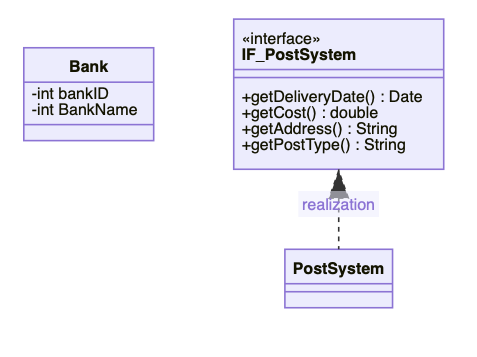 Bank
-int bankID
-int BankName
«interface»
IF_PostSystem
+getDeliveryDate() : Date
+getCost() : double
+getAddress() : String
+getPostType() : String
realization
PostSystem